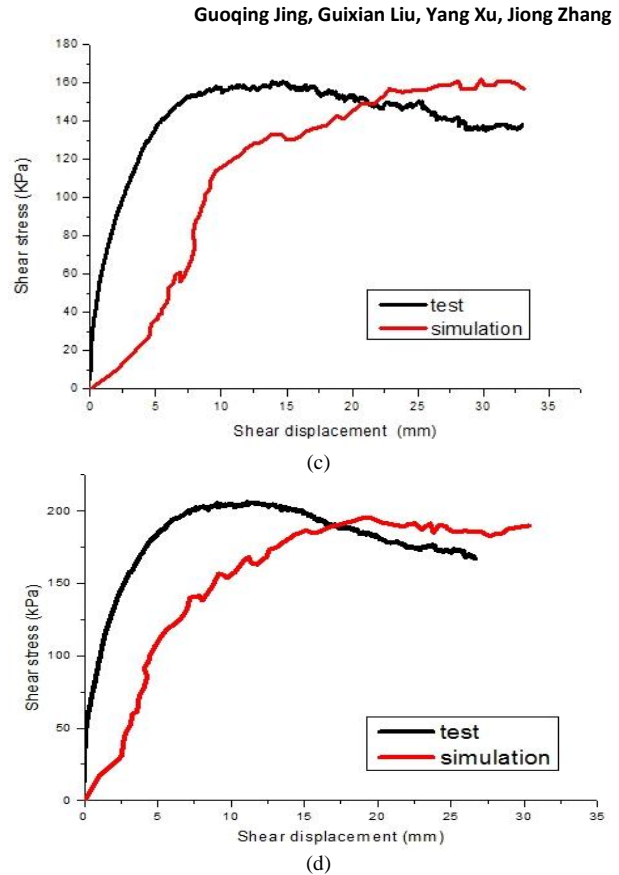 Guoqing Jing, Guixian Liu, Yang Xu, Jiong Zhang
180
160
140
120
100
80
60
40
20
0
Shear stress (KPa)
test
simulation
0 5 10 15 20 25 30 35
Shear displacement (mm)
(c)
200
150
100
50
0
Shear stress (kPa)
test
simulation
0 5 10 15 20 25 30 35
Shear displacement (mm)
(d)